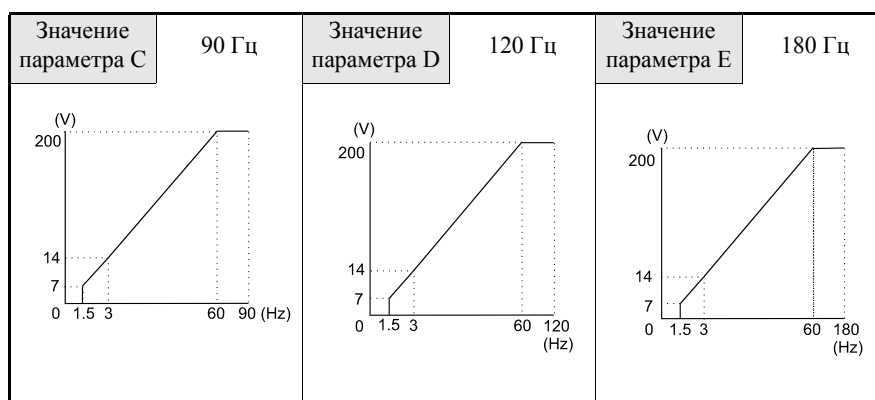 Значение
параметра C
90 Гц
Значение
параметра D
120 Гц
Значение
параметра E
180 Гц
(V)
200
14
7
0 1.5 3 60 90 (Hz)
(V)
200
14
7
0 1.5 3 60 120
(Hz)
(V)
200
14
7
0 1.5 3 60 180
(Hz)